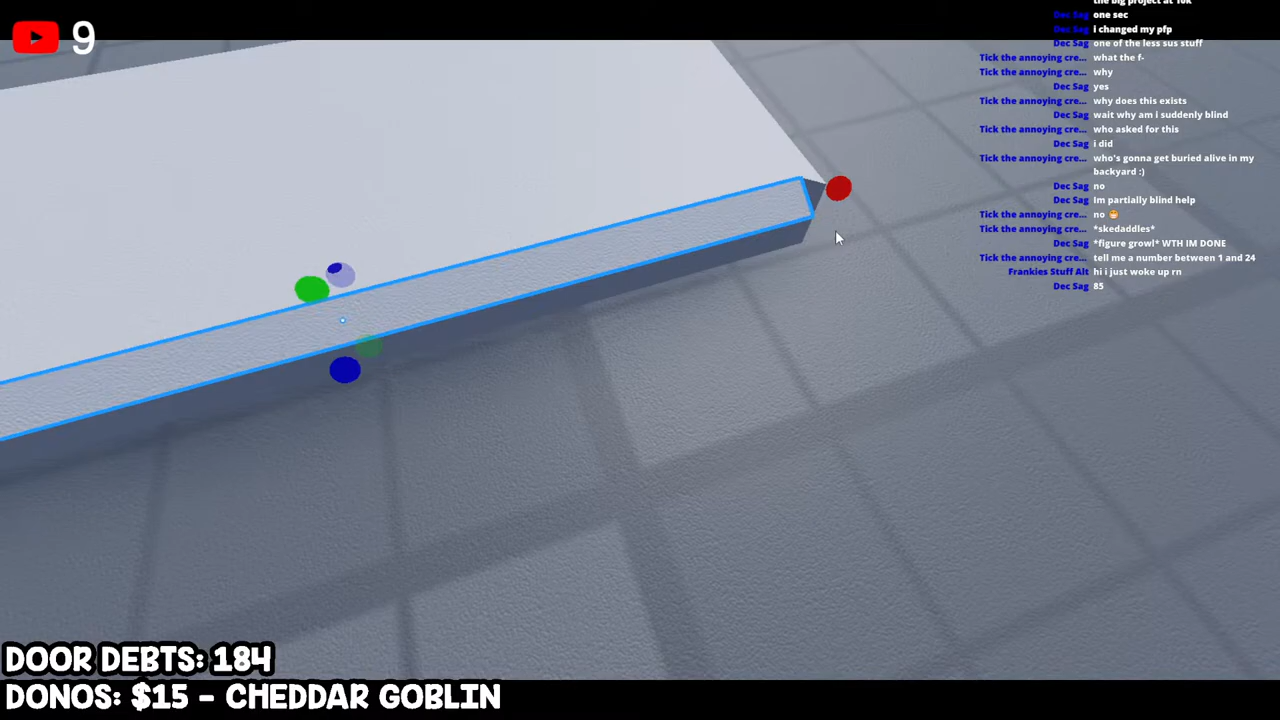 9
the big project at 10k
Dec Sag one sec
Dec Sag i changed my pfp
Dec Sag one of the less sus stuff
Tick the annoying cre... what the f-
Tick the annoying cre... why
Dec Sag yes
Tick the annoying cre... why does this exists
Dec Sag wait why am i suddenly blind
Tick the annoying cre... who asked for this
Dec Sag i did
Tick the annoying cre... who's gonna get buried alive in my
backyard :)
Dec Sag no
Dec Sag Im partially blind help
Tick the annoying cre... no 😁
Tick the annoying cre... *skedaddles*
Dec Sag *figure growl* WTH IM DONE
Tick the annoying cre... tell me a number between 1 and 24
Frankies Stuff Alt hi i just woke up rn
Dec Sag 85
DOOR DEBTS: 184
DONOS: $15 - CHEDDAR GOBLIN